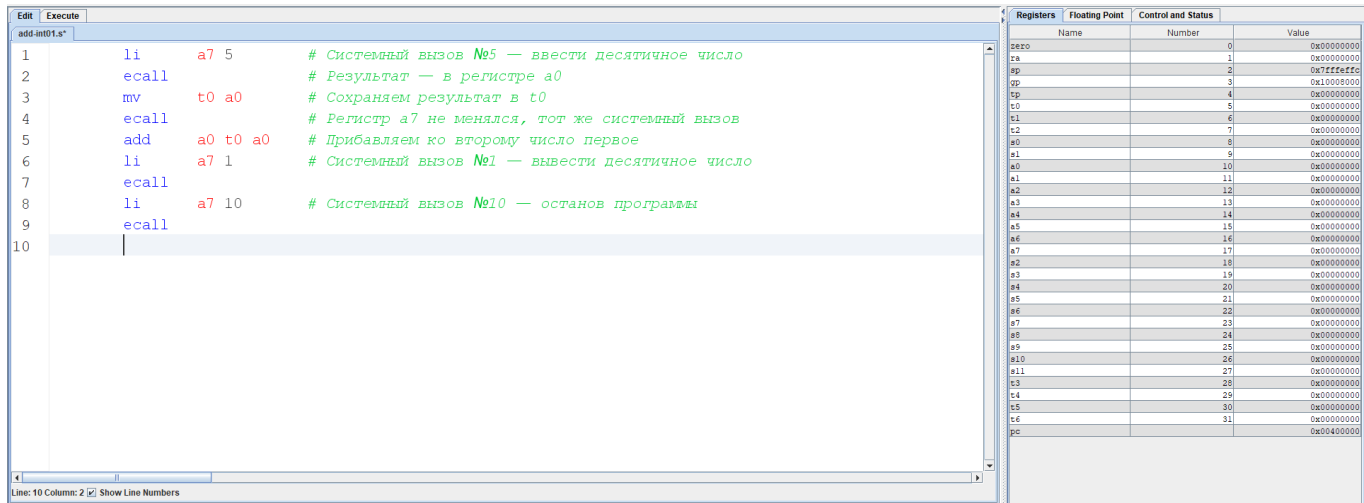 Edit Execute
add-int01.s*
1 li a7 5 # Системный вызов №5 — ввести десятичное число
2 ecall # Результат — в регистре a0
3 mv t0 a0 # Сохраняем результат в t0
4 ecall # Регистр a7 не менялся, тот же системный вызов
5 add a0 t0 a0 # Прибавляем ко второму число первое
6 li a7 1 # Системный вызов №1 — вывести десятичное число
7 ecall
8 li a7 10 # Системный вызов №10 — останов программы
9 ecall
10
Line: 10 Column: 2 Show Line Numbers
Registers Floating Point Control and Status
Name Number Value
zero 0 0x00000000
ra 1 0x00000000
sp 2 0x7fffeffc
gp 3 0x10008000
tp 4 0x00000000
t0 5 0x00000000
t1 6 0x00000000
t2 7 0x00000000
s0 8 0x00000000
s1 9 0x00000000
a0 10 0x00000000
a1 11 0x00000000
a2 12 0x00000000
a3 13 0x00000000
a4 14 0x00000000
a5 15 0x00000000
a6 16 0x00000000
a7 17 0x00000000
s2 18 0x00000000
s3 19 0x00000000
s4 20 0x00000000
s5 21 0x00000000
s6 22 0x00000000
s7 23 0x00000000
s8 24 0x00000000
s9 25 0x00000000
s10 26 0x00000000
s11 27 0x00000000
t3 28 0x00000000
t4 29 0x00000000
t5 30 0x00000000
t6 31 0x00000000
pc 0x00400000